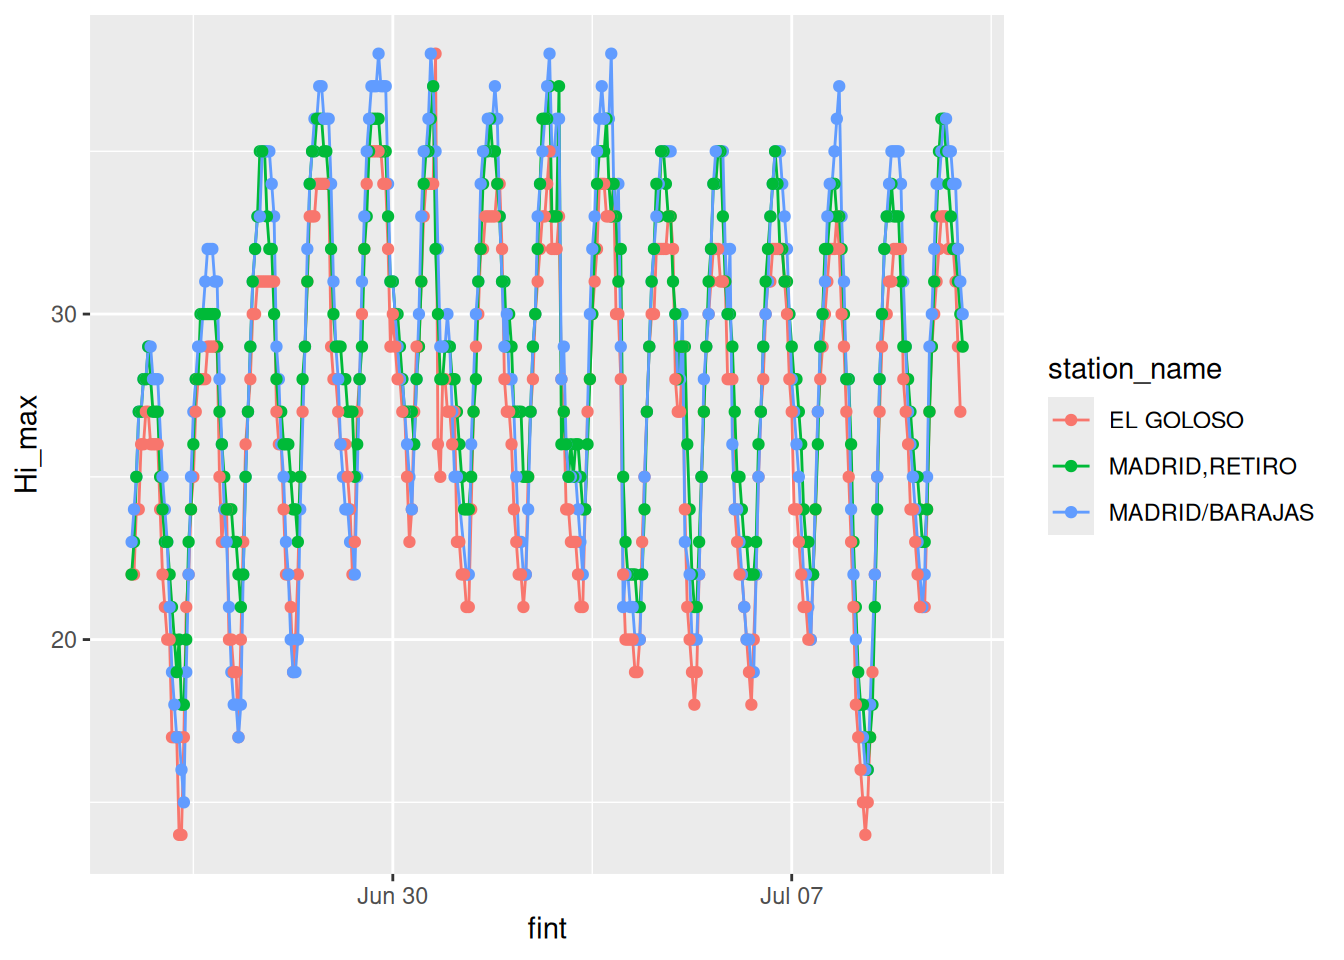 Hi_max
30
20
Jun 30
Jul 07
fint
station_name
EL GOLOSO
MADRID,RETIRO
MADRID/BARAJAS